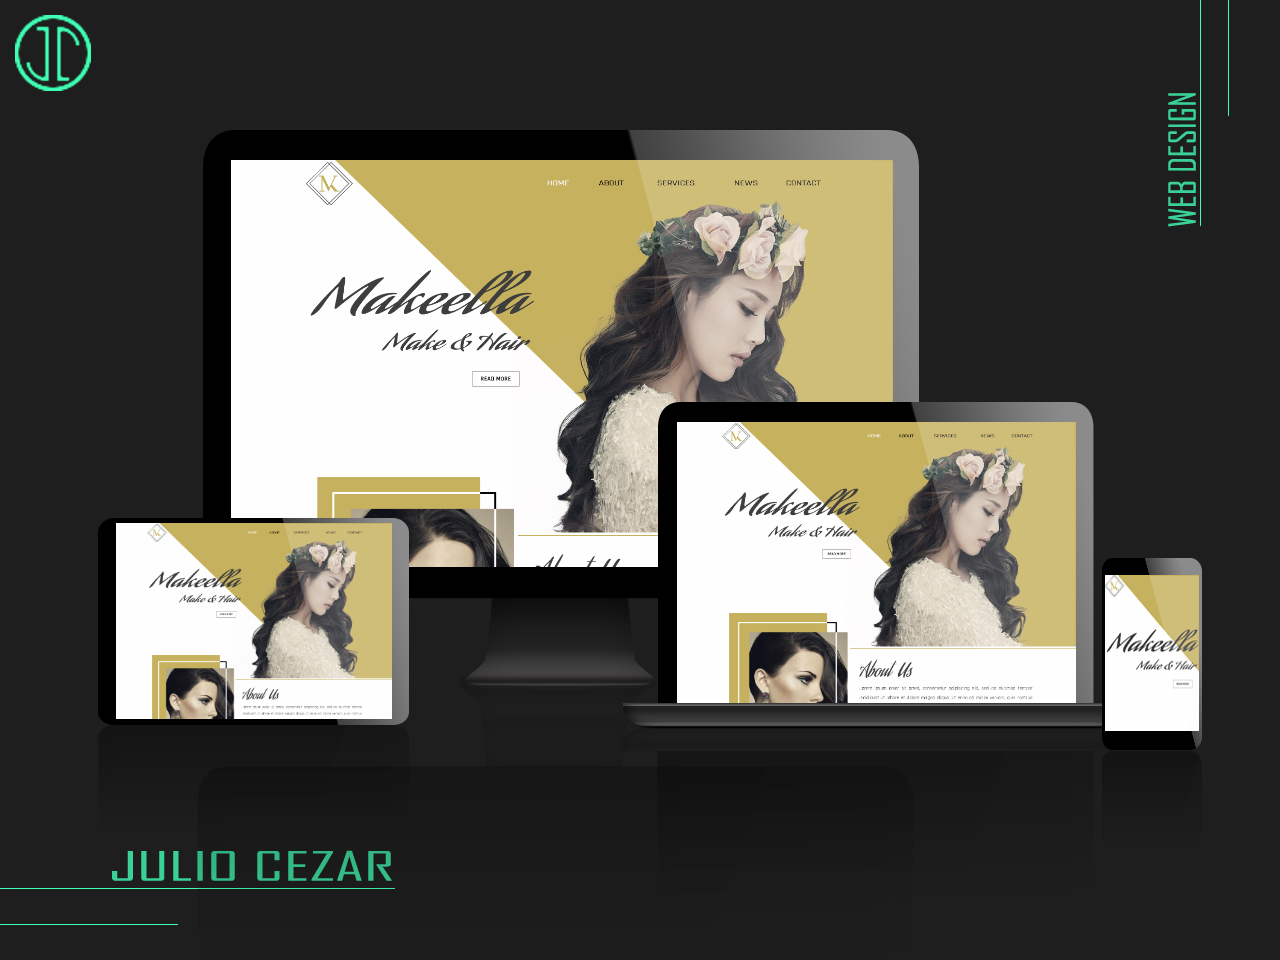 JC
WEB DESIGN
MK
HOME ABOUT SERVICES NEWS CONTACT
Makeella
Make & Hair
READ MORE
About Us
MK
HOME ABOUT SERVICES NEWS CONTACT
Makeella
Make & Hair
READ MORE
About Us
Lorem ipsum dolor sit amet, consectetur adipiscing elit, sed do eiusmod tempor
incididunt ut labore et dolore magna aliqua. Ut enim ad minim veniam, quis nostrud
HOME ABOUT SERVICES NEWS CONTACT
Makeella
Make & Hair
READ MORE
About Us
Makeella
Make & Hair
READ MORE
JULIO CEZAR